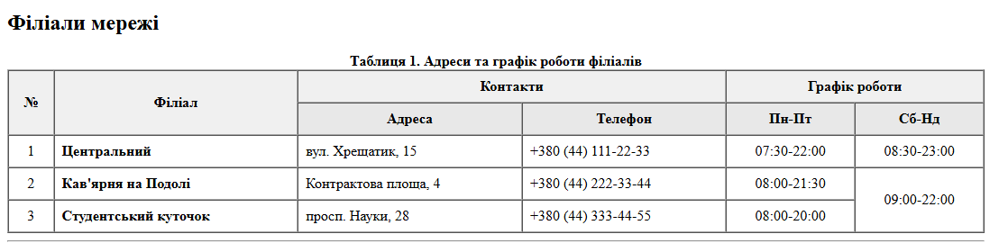 Філіали мережі
Таблиця 1. Адреси та графік роботи філіалів
№ Філіал Контакти Графік роботи
Адреса Телефон Пн-Пт Сб-Нд
1 Центральний вул. Хрещатик, 15 +380 (44) 111-22-33 07:30-22:00 08:30-23:00
2 Кав'ярня на Подолі Контрактова площа, 4 +380 (44) 222-33-44 08:00-21:30 09:00-22:00
3 Студентський куточок просп. Науки, 28 +380 (44) 333-44-55 08:00-20:00